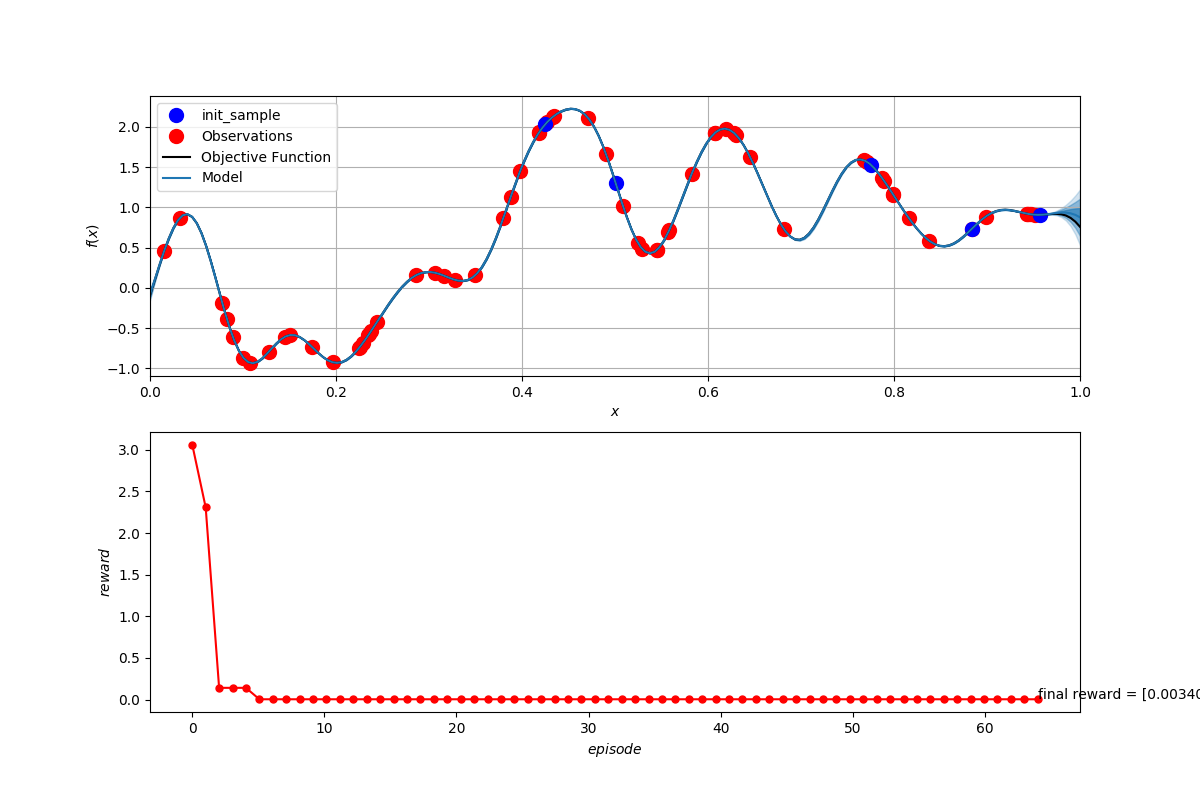 init_sample
Observations
Objective Function
Model
2.0
1.5
1.0
0.5
0.0
−0.5
−1.0
f(x)
0.0 0.2 0.4 0.6 0.8 1.0
x
3.0
2.5
2.0
1.5
1.0
0.5
0.0
reward
final reward = [0.00340
0 10 20 30 40 50 60
episode